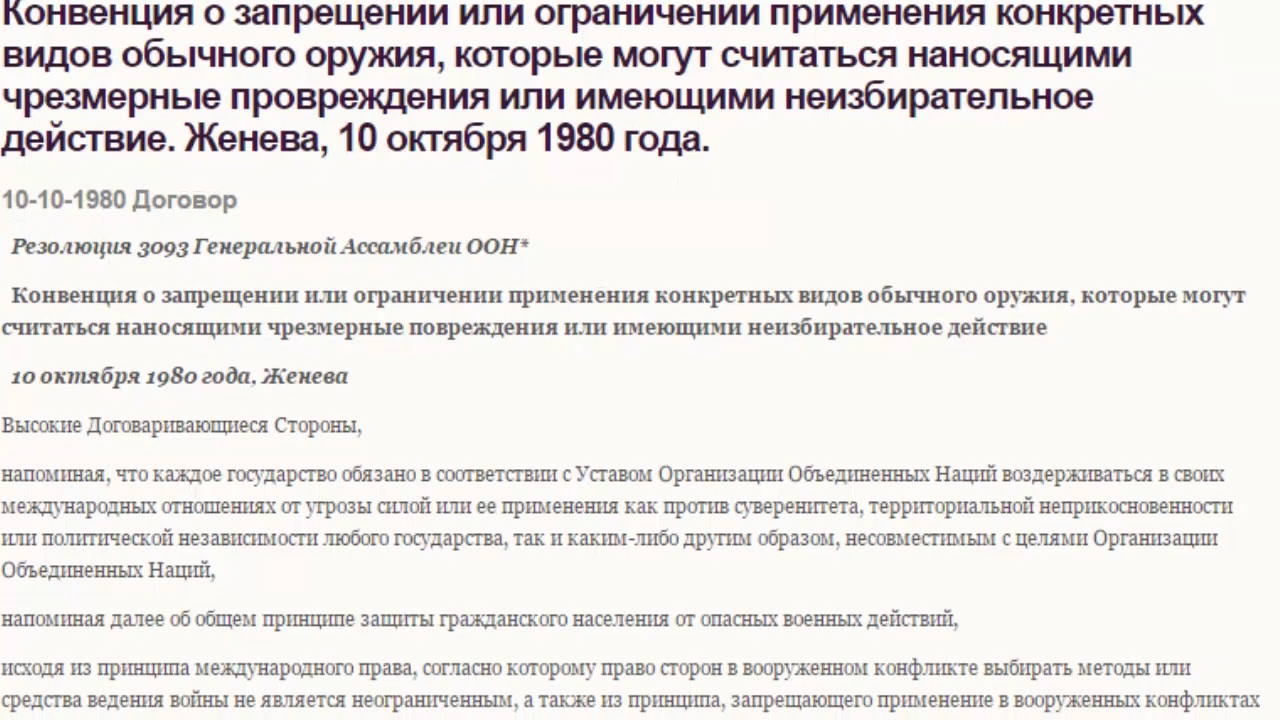 Конвенция о запрещении или ограничении применения конкретных
видов обычного оружия, которые могут считаться наносящими
чрезмерные провреждения или имеющими неизбирательное
действие. Женева, 10 октября 1980 года.
10-10-1980 Договор
Резолюция 3093 Генеральной Ассамблеи ООН*
Конвенция о запрещении или ограничении применения конкретных видов обычного оружия, которые могут
считаться наносящими чрезмерные повреждения или имеющими неизбирательное действие
10 октября 1980 года, Женева
Высокие Договаривающиеся Стороны,
напоминая, что каждое государство обязано в соответствии с Уставом Организации Объединенных Наций воздерживаться в своих
международных отношениях от угрозы силой или ее применения как против суверенитета, территориальной неприкосновенности
или политической независимости любого государства, так и каким-либо другим образом, несовместимым с целями Организации
Объединенных Наций,
напоминая далее об общем принципе защиты гражданского населения от опасных военных действий,
исходя из принципа международного права, согласно которому право сторон в вооруженном конфликте выбирать методы или
средства ведения войны не является неограниченным, а также из принципа, запрещающего применение в вооруженных конфликтах